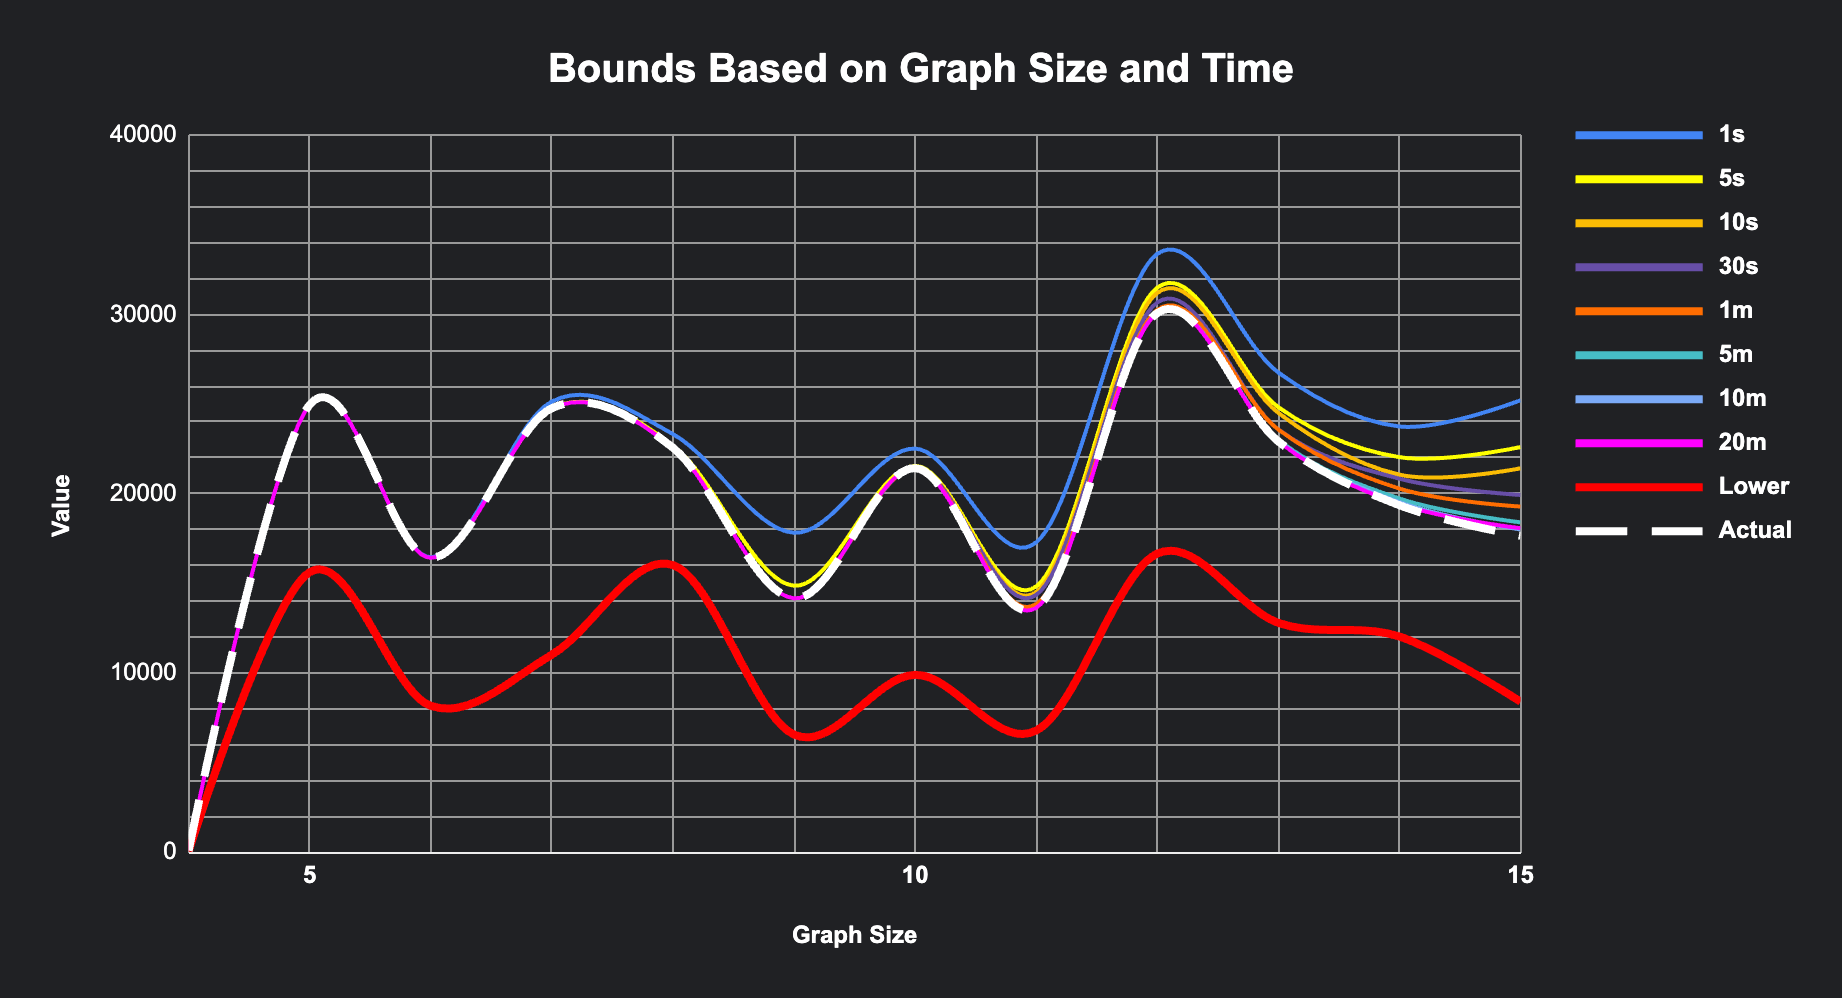 Bounds Based on Graph Size and Time
40000
30000
20000
10000
0
Value
5
10
15
Graph Size
1s
5s
10s
30s
1m
5m
10m
20m
Lower
Actual